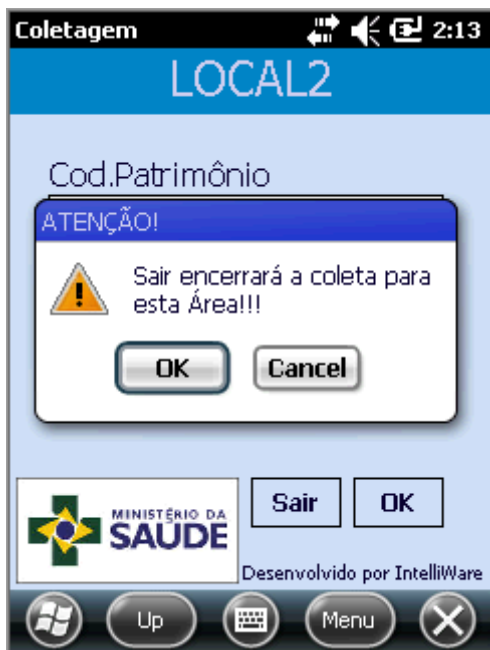 Coletagem 2:13
LOCAL2
Cod.Patrimônio
ATENÇÃO!
Sair encerrará a coleta para
esta Área!!!
OK Cancel
MINISTÉRIO DA
SAÚDE
Sair OK
Desenvolvido por IntelliWare
Up Menu